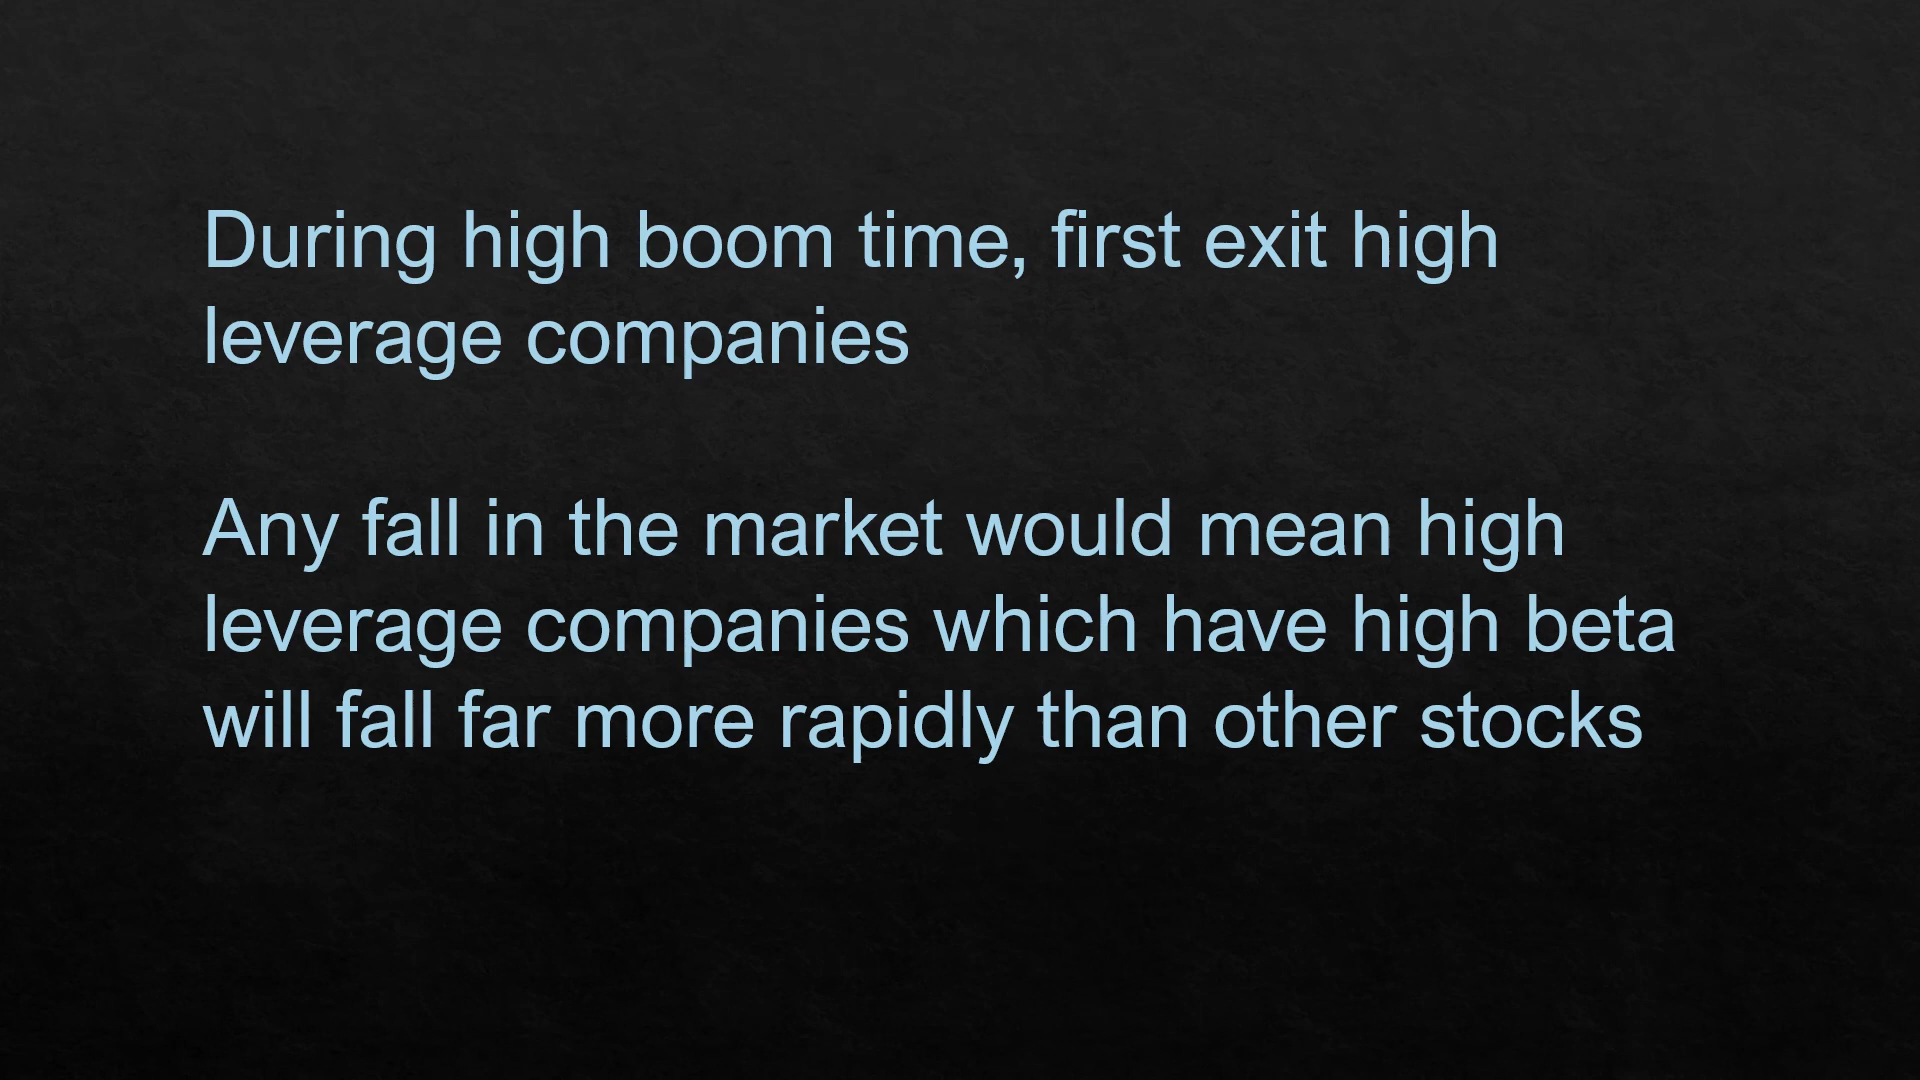 During high boom time, first exit high
leverage companies
Any fall in the market would mean high
leverage companies which have high beta
will fall far more rapidly than other stocks